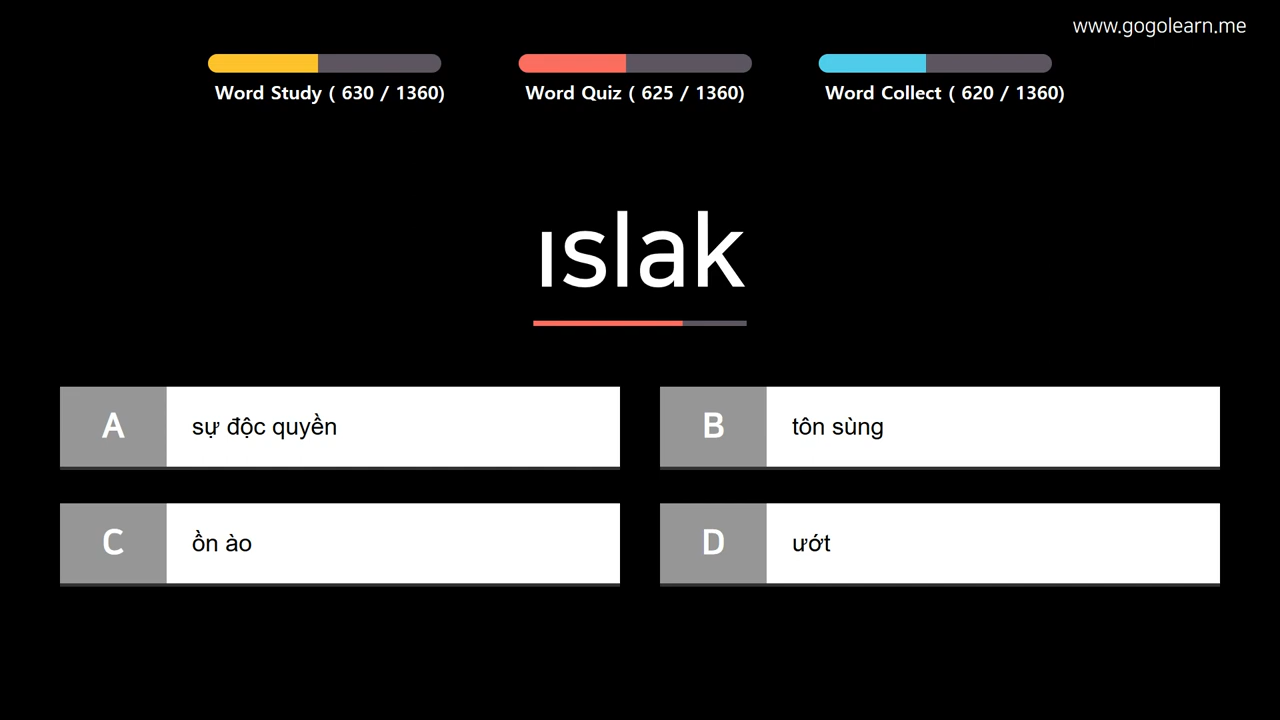 www.gogolearn.me
Word Study ( 630 / 1360)
Word Quiz ( 625 / 1360)
Word Collect ( 620 / 1360)
ıslak
A
sự độc quyền
B
tôn sùng
C
ồn ào
D
ướt